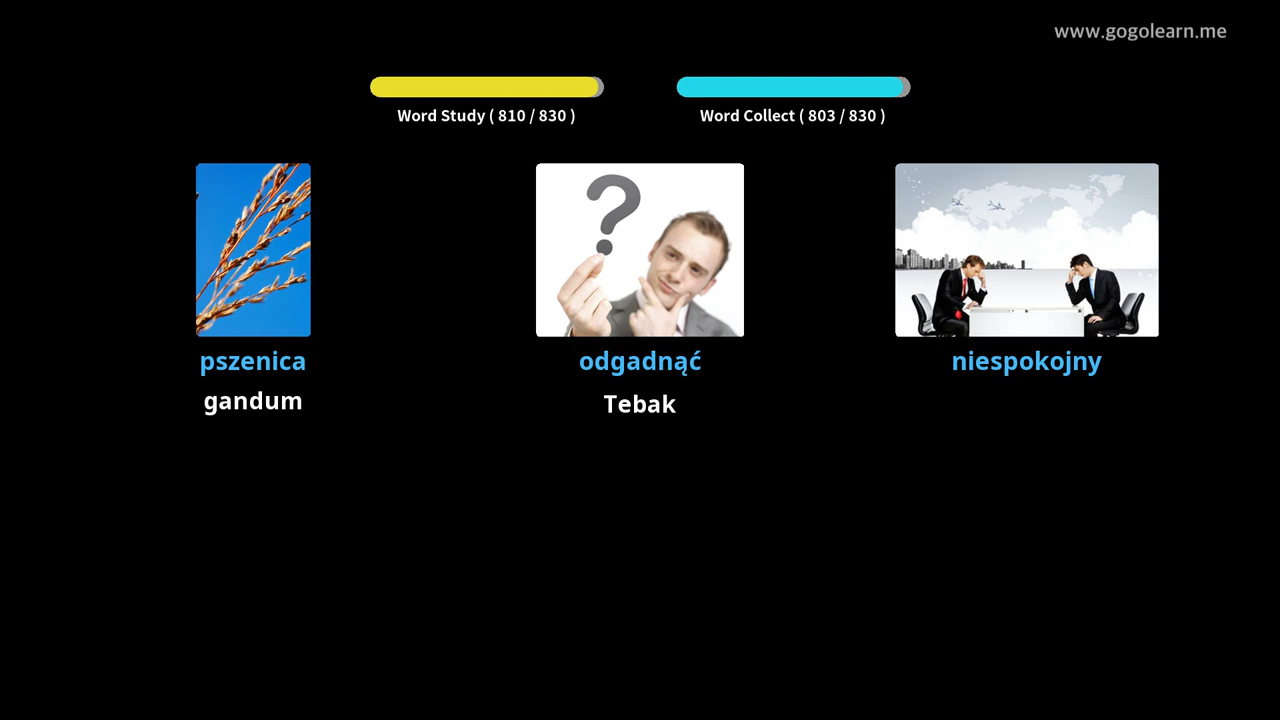 www.gogolearn.me
Word Study ( 810 / 830 )
Word Collect ( 803 / 830 )
pszenica
odgadnąć
niespokojny
gandum
Tebak